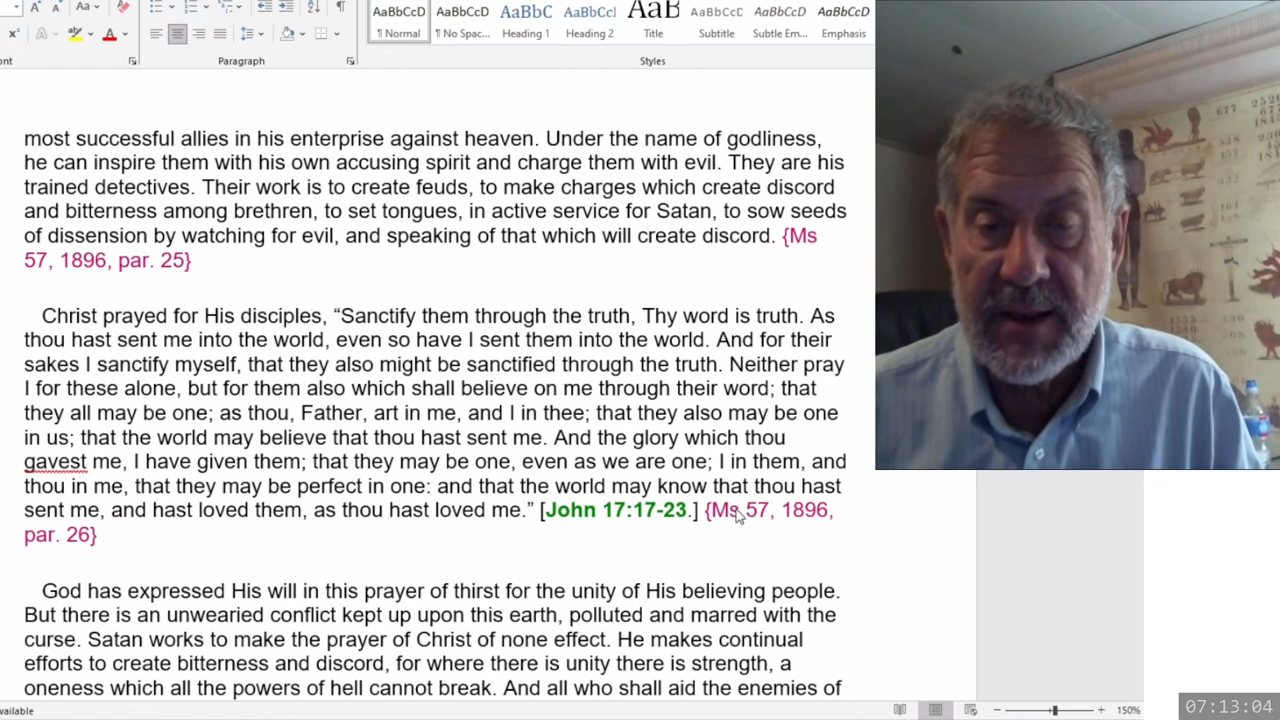 Aa
AaBbCcD AaBbCcD AaBbC AaBbCcl AaB AaBbCcD AaBbCcD AaBbCcD
¶ Normal ¶ No Spac... Heading 1 Heading 2 Title Subtitle Subtle Em... Emphasis
ont Paragraph Styles
most successful allies in his enterprise against heaven. Under the name of godliness,
he can inspire them with his own accusing spirit and charge them with evil. They are his
trained detectives. Their work is to create feuds, to make charges which create discord
and bitterness among brethren, to set tongues, in active service for Satan, to sow seeds
of dissension by watching for evil, and speaking of that which will create discord. {Ms
57, 1896, par. 25}
Christ prayed for His disciples, “Sanctify them through the truth, Thy word is truth. As
thou hast sent me into the world, even so have I sent them into the world. And for their
sakes I sanctify myself, that they also might be sanctified through the truth. Neither pray
I for these alone, but for them also which shall believe on me through their word; that
they all may be one; as thou, Father, art in me, and I in thee; that they also may be one
in us; that the world may believe that thou hast sent me. And the glory which thou
gavest me, I have given them; that they may be one, even as we are one; I in them, and
thou in me, that they may be perfect in one: and that the world may know that thou hast
sent me, and hast loved them, as thou hast loved me.” [John 17:17-23.] {Ms 57, 1896,
par. 26}
God has expressed His will in this prayer of thirst for the unity of His believing people.
But there is an unwearied conflict kept up upon this earth, polluted and marred with the
curse. Satan works to make the prayer of Christ of none effect. He makes continual
efforts to create bitterness and discord, for where there is unity there is strength, a
oneness which all the powers of hell cannot break. And all who shall aid the enemies of
vailable
150%
07:13:04
677
538